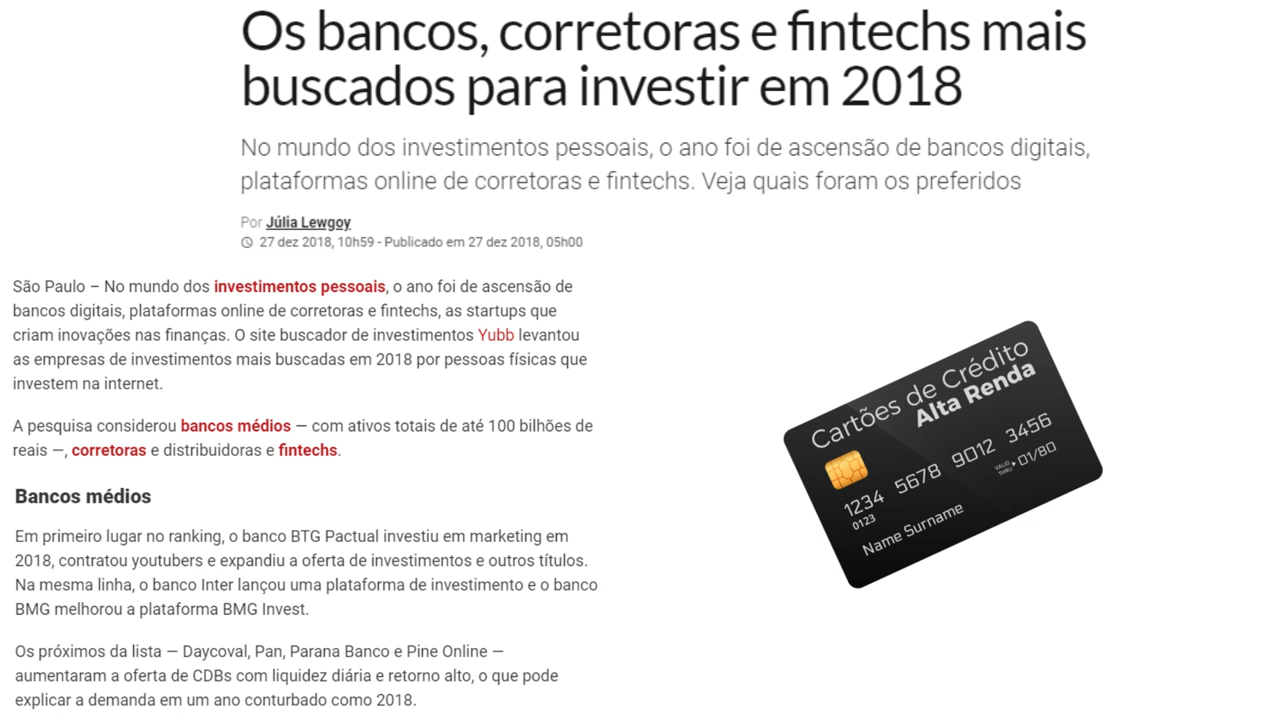 Os bancos, corretoras e fintechs mais
buscados para investir em 2018
No mundo dos investimentos pessoais, o ano foi de ascensão de bancos digitais,
plataformas online de corretoras e fintechs. Veja quais foram os preferidos
Por Júlia Lewgoy
27 dez 2018, 10h59 - Publicado em 27 dez 2018, 05h00
São Paulo – No mundo dos investimentos pessoais, o ano foi de ascensão de
bancos digitais, plataformas online de corretoras e fintechs, as startups que
criam inovações nas finanças. O site buscador de investimentos Yubb levantou
as empresas de investimentos mais buscadas em 2018 por pessoas físicas que
investem na internet.
A pesquisa considerou bancos médios — com ativos totais de até 100 bilhões de
reais —, corretoras e distribuidoras e fintechs.
Bancos médios
Em primeiro lugar no ranking, o banco BTG Pactual investiu em marketing em
2018, contratou youtubers e expandiu a oferta de investimentos e outros títulos.
Na mesma linha, o banco Inter lançou uma plataforma de investimento e o banco
BMG melhorou a plataforma BMG Invest.
Os próximos da lista — Daycoval, Pan, Parana Banco e Pine Online —
aumentaram a oferta de CDBs com liquidez diária e retorno alto, o que pode
explicar a demanda em um ano conturbado como 2018.
Cartões de Crédito
Alta Renda
1234 5678 9012 3456
0123
VALID THRU 01/80
Name Surname